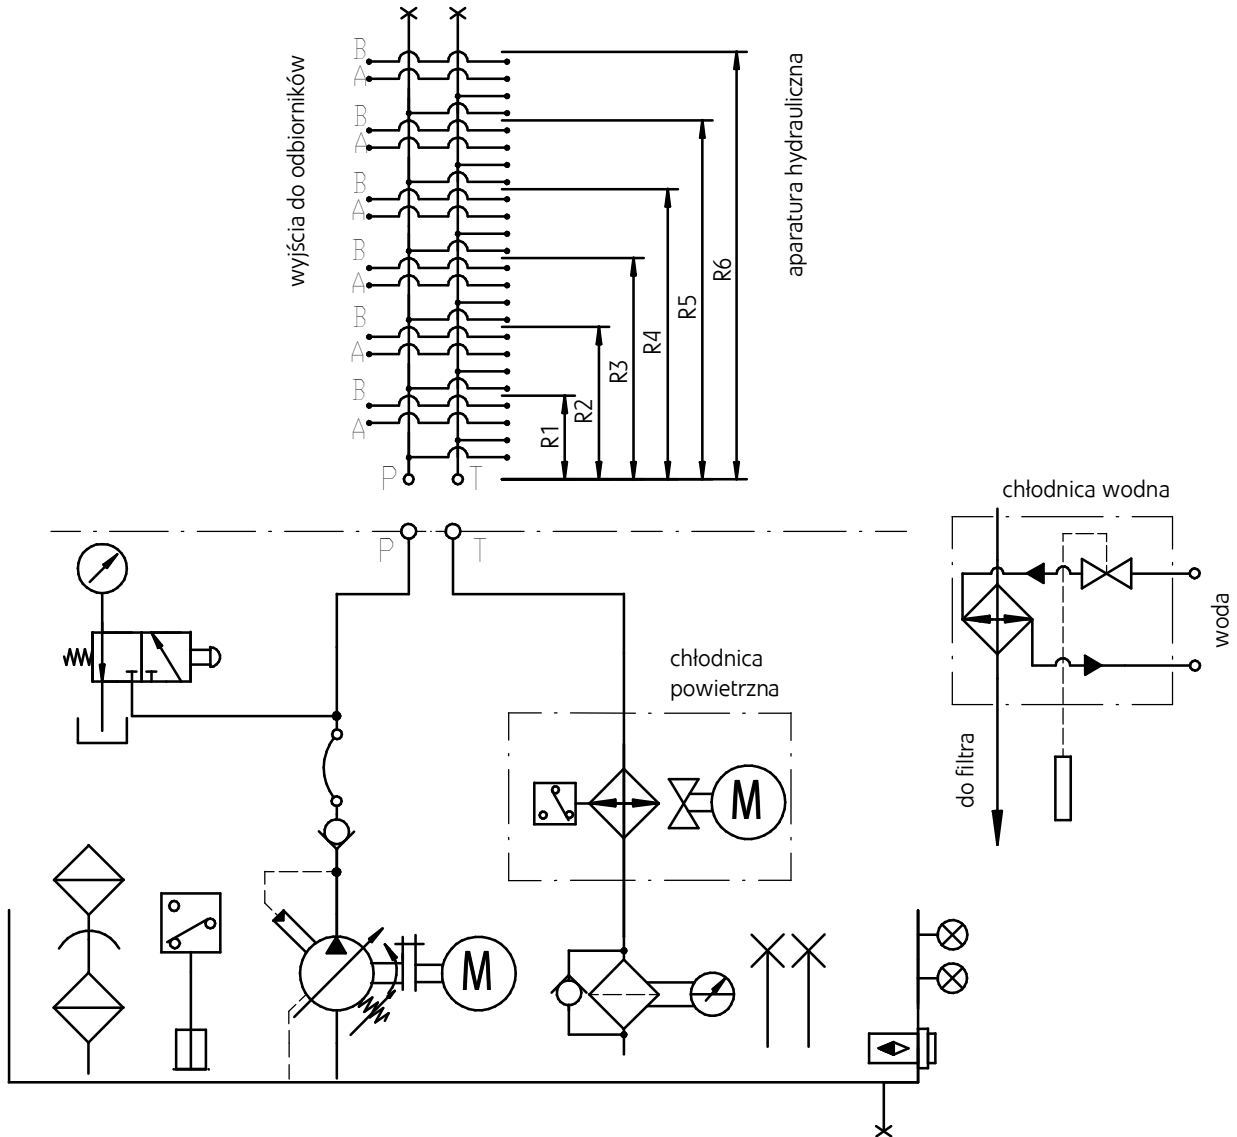 wyjścia do odbiorników
B
A
B
A
B
A
B
A
B
A
B
A
P
T
R1
R2
R3
R4
R5
R6
aparatura hydrauliczna
P
T
chłodnica wodna
woda
do filtra
chłodnica
powietrzna
M
M